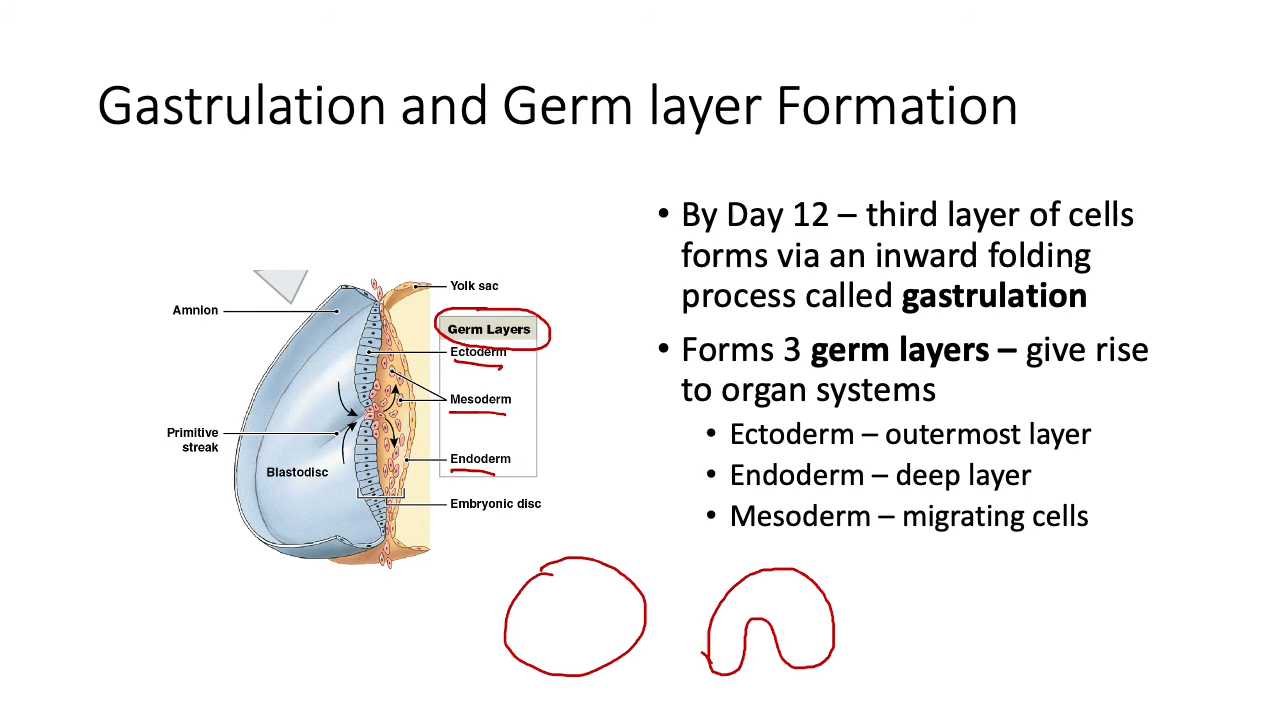 Gastrulation and Germ layer Formation
Yolk sac
Amnion
Germ Layers
Ectoderm
Mesoderm
Primitive
streak
Endoderm
Blastodisc
Embryonic disc
• By Day 12 – third layer of cells
forms via an inward folding
process called gastrulation
• Forms 3 germ layers – give rise
to organ systems
• Ectoderm – outermost layer
• Endoderm – deep layer
• Mesoderm – migrating cells